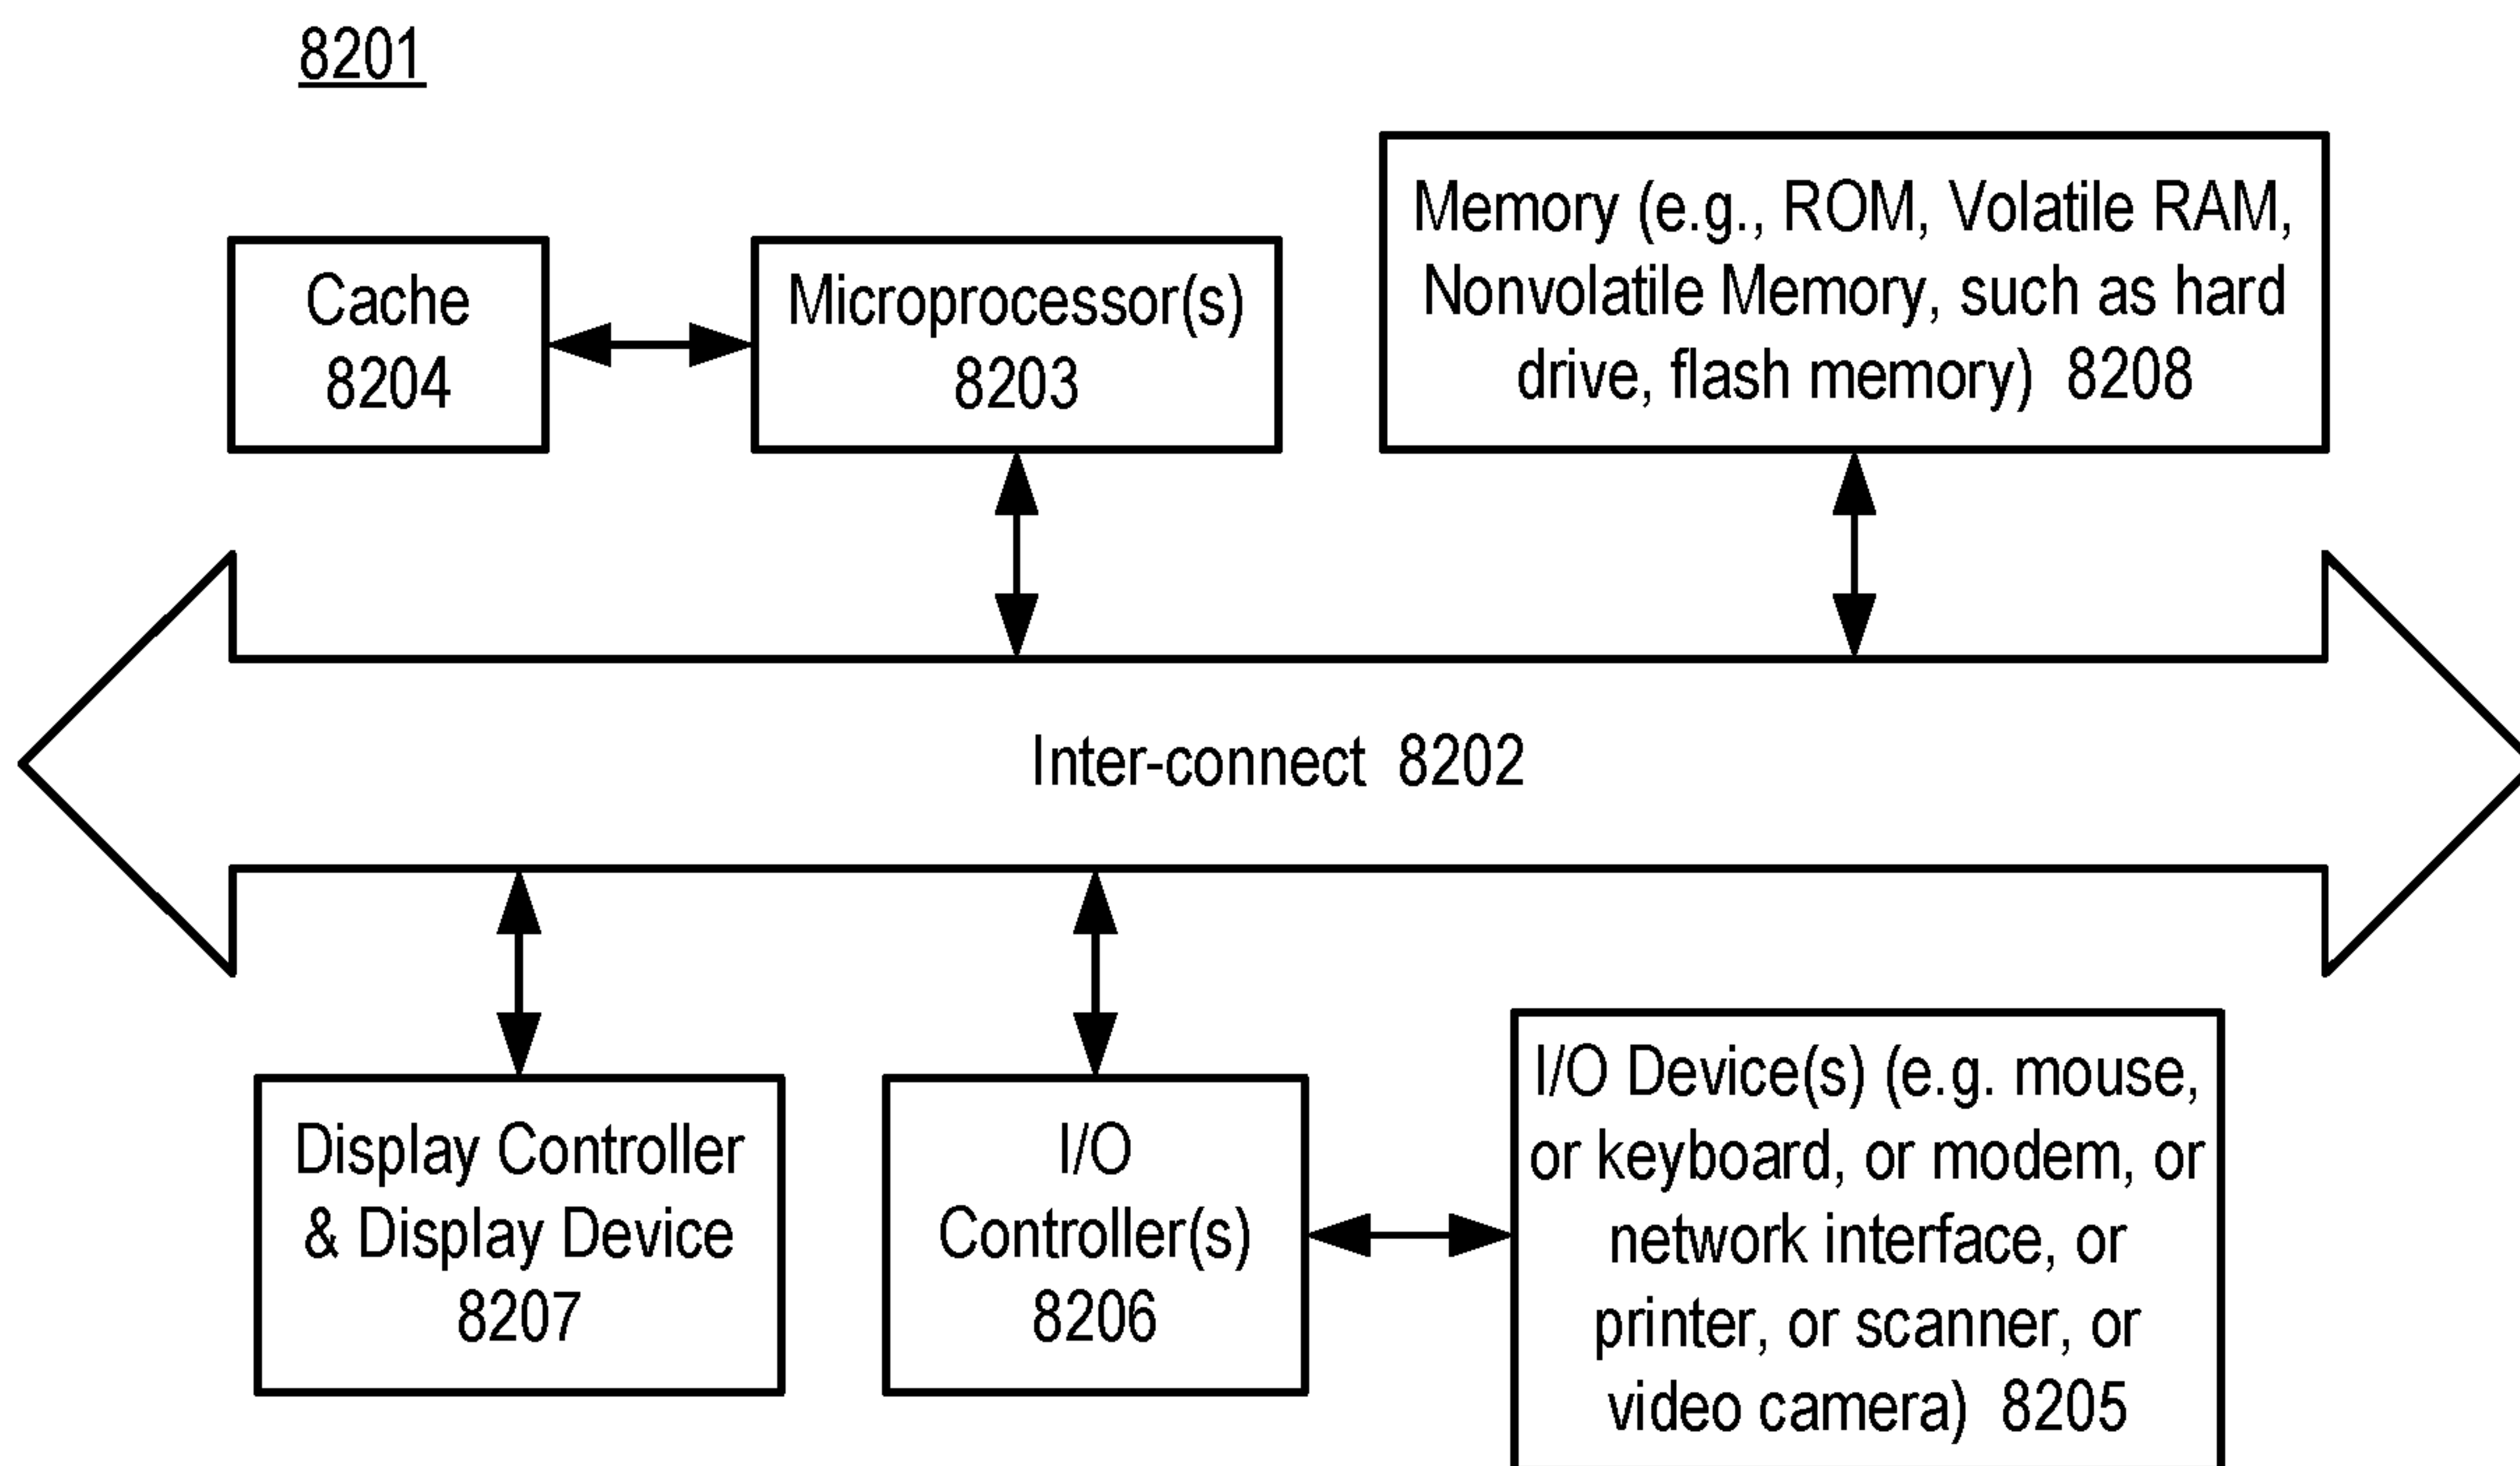 8201
Cache
8204
Microprocessor(s)
8203
Memory (e.g., ROM, Volatile RAM,
Nonvolatile Memory, such as hard
drive, flash memory) 8208
Inter-connect 8202
Display Controller
& Display Device
8207
I/O
Controller(s)
8206
I/O Device(s) (e.g. mouse,
or keyboard, or modem, or
network interface, or
printer, or scanner, or
video camera) 8205